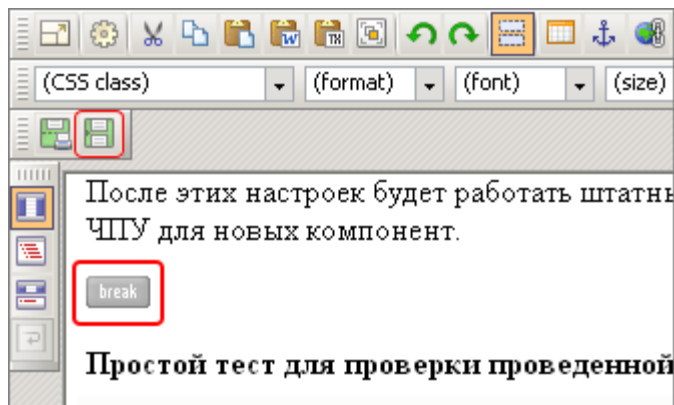 (CSS class) (format) (font) (size)
После этих настроек будет работать
ЧПУ для новых компонент.
break
Простой тест для проверки проведенной